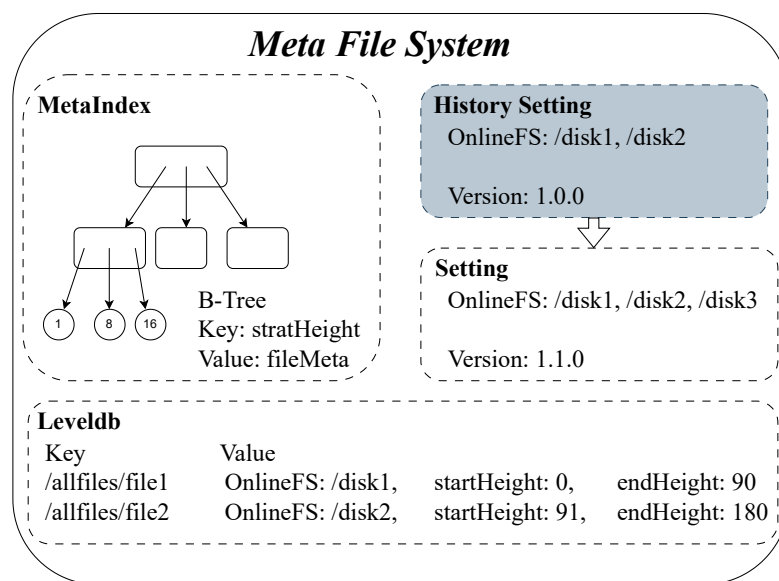 Meta File System
MetaIndex
1
8
16
B-Tree
Key: stratHeight
Value: fileMeta
History Setting
OnlineFS: /disk1, /disk2
Version: 1.0.0
Setting
OnlineFS: /disk1, /disk2, /disk3
Version: 1.1.0
Leveldb
Key Value
/allfiles/file1 OnlineFS: /disk1, startHeight: 0, endHeight: 90
/allfiles/file2 OnlineFS: /disk2, startHeight: 91, endHeight: 180